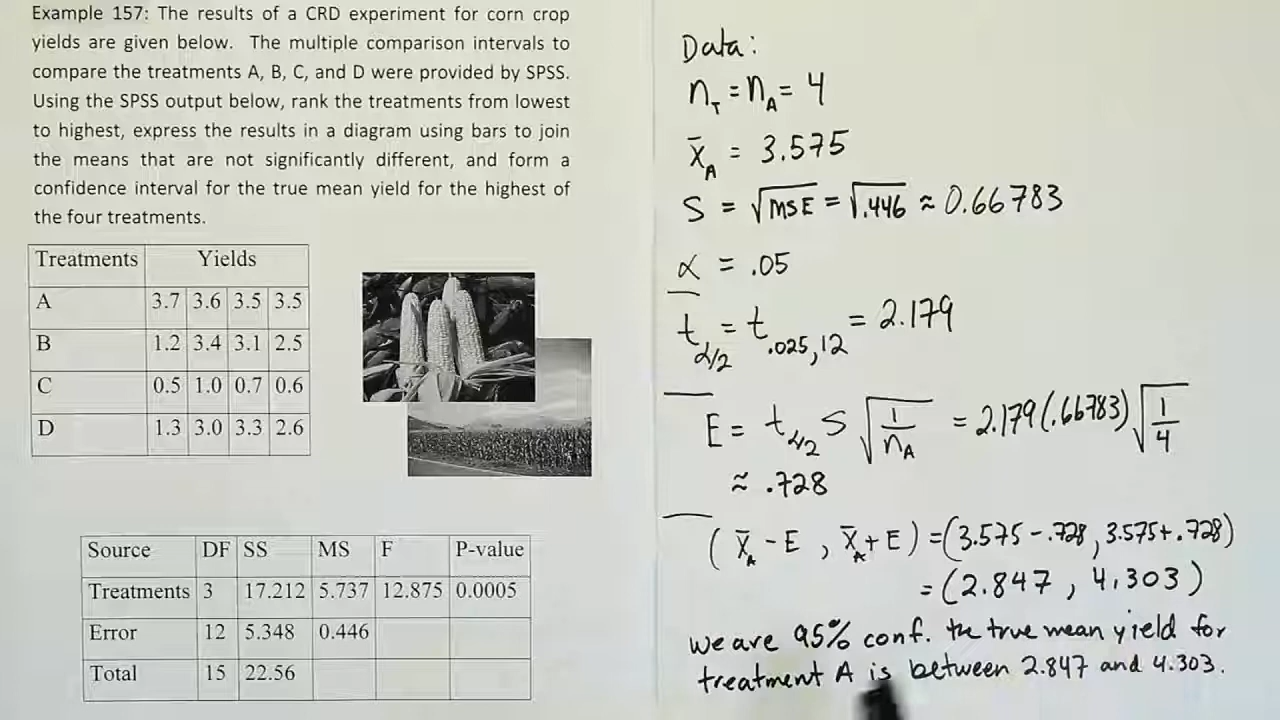 Example 157: The results of a CRD experiment for corn crop
yields are given below. The multiple comparison intervals to
compare the treatments A, B, C, and D were provided by SPSS.
Using the SPSS output below, rank the treatments from lowest
to highest, express the results in a diagram using bars to join
the means that are not significantly different, and form a
confidence interval for the true mean yield for the highest of
the four treatments.
Treatments Yields
A 3.7 3.6 3.5 3.5
B 1.2 3.4 3.1 2.5
C 0.5 1.0 0.7 0.6
D 1.3 3.0 3.3 2.6
Source DF SS MS F P-value
Treatments 3 17.212 5.737 12.875 0.0005
Error 12 5.348 0.446
Total 15 22.56
Data:
n_T = n_A = 4
x̄_A = 3.575
S = √MSE = √.446 ≈ 0.66783
α = .05
t_α/2 = t_.025,12 = 2.179
E = t_α/2 S √(1/n_A) = 2.179(.66783)√(1/4)
≈ .728
(x̄_A - E , x̄_A + E) = (3.575-.728, 3.575+.728)
= (2.847, 4.303)
We are 95% conf. the true mean yield for
treatment A is between 2.847 and 4.303.